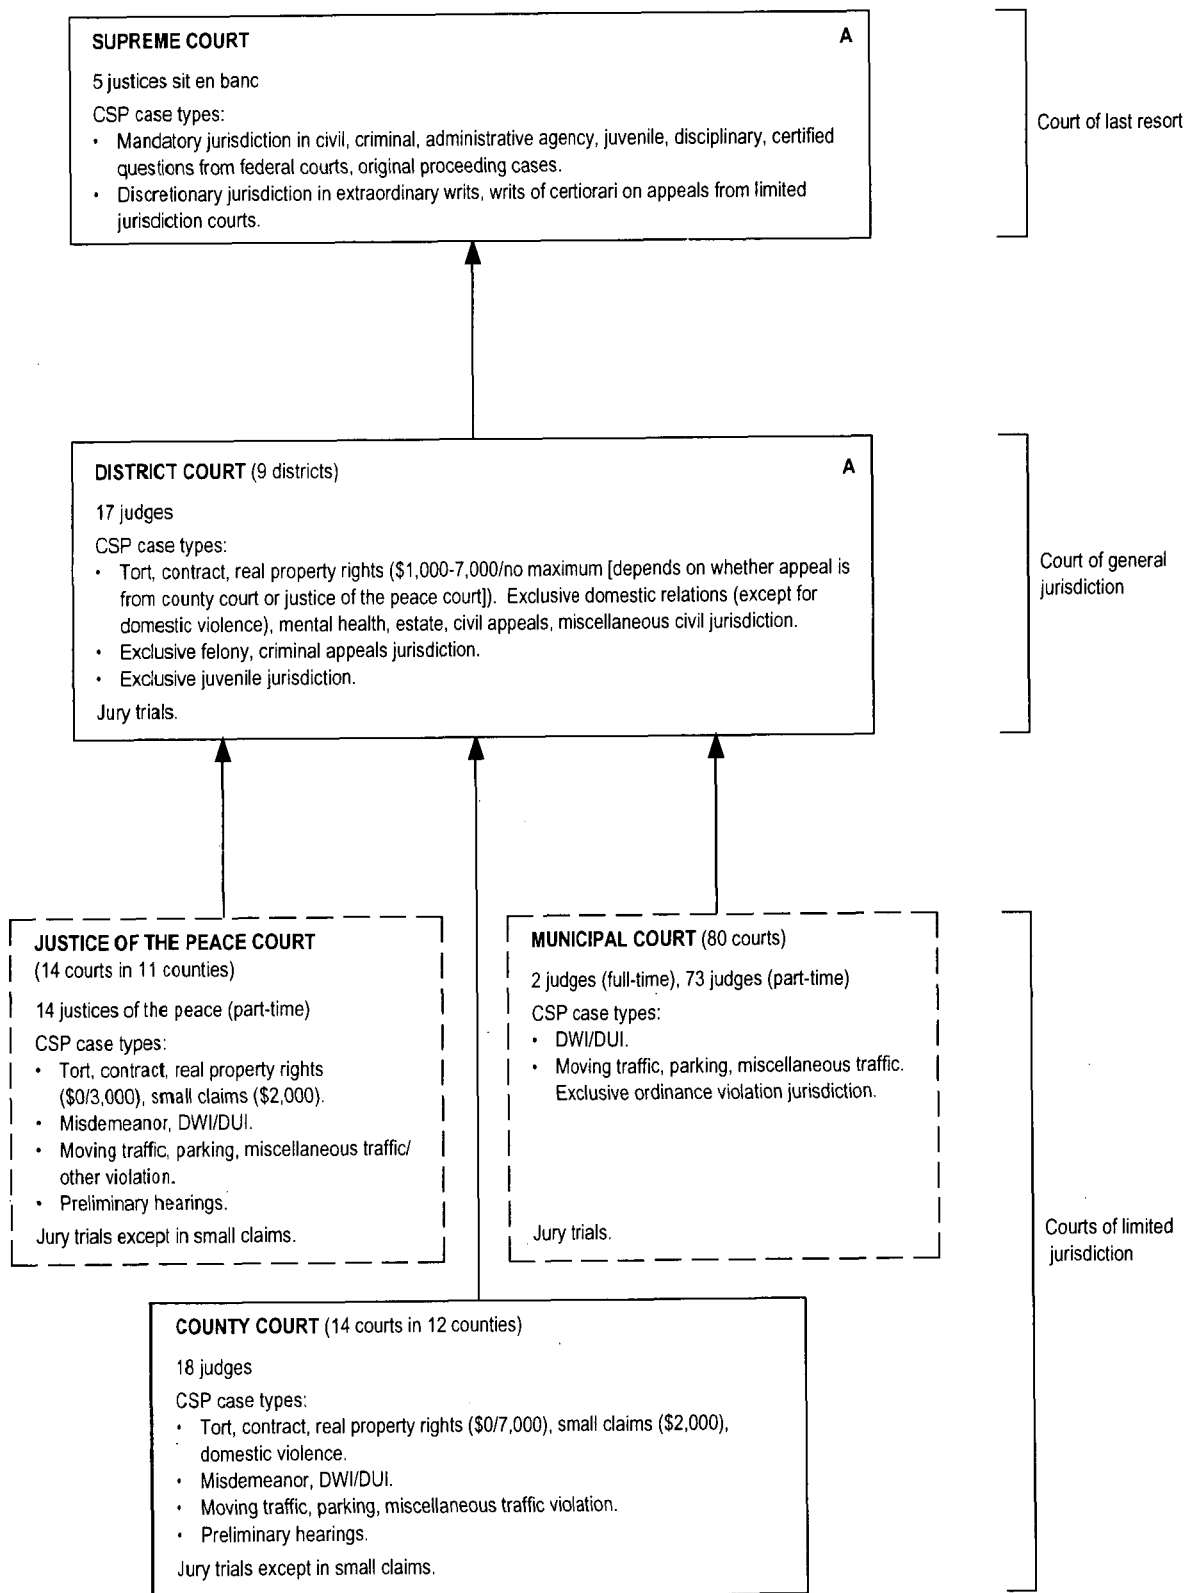 SUPREME COURT A
5 justices sit en banc
CSP case types:
• Mandatory jurisdiction in civil, criminal, administrative agency, juvenile, disciplinary, certified
questions from federal courts, original proceeding cases.
• Discretionary jurisdiction in extraordinary writs, writs of certiorari on appeals from limited
jurisdiction courts.
Court of last resort
DISTRICT COURT (9 districts) A
17 judges
CSP case types:
• Tort, contract, real property rights ($1,000-7,000/no maximum [depends on whether appeal is
from county court or justice of the peace court]). Exclusive domestic relations (except for
domestic violence), mental health, estate, civil appeals, miscellaneous civil jurisdiction.
• Exclusive felony, criminal appeals jurisdiction.
• Exclusive juvenile jurisdiction.
Jury trials.
Court of general
jurisdiction
JUSTICE OF THE PEACE COURT
(14 courts in 11 counties)
14 justices of the peace (part-time)
CSP case types:
• Tort, contract, real property rights
($0/3,000), small claims ($2,000).
• Misdemeanor, DWI/DUI.
• Moving traffic, parking, miscellaneous traffic/
other violation.
• Preliminary hearings.
Jury trials except in small claims.
MUNICIPAL COURT (80 courts)
2 judges (full-time), 73 judges (part-time)
CSP case types:
• DWI/DUI.
• Moving traffic, parking, miscellaneous traffic.
Exclusive ordinance violation jurisdiction.
Jury trials.
Courts of limited
jurisdiction
COUNTY COURT (14 courts in 12 counties)
18 judges
CSP case types:
• Tort, contract, real property rights ($0/7,000), small claims ($2,000),
domestic violence.
• Misdemeanor, DWI/DUI.
• Moving traffic, parking, miscellaneous traffic violation.
• Preliminary hearings.
Jury trials except in small claims.